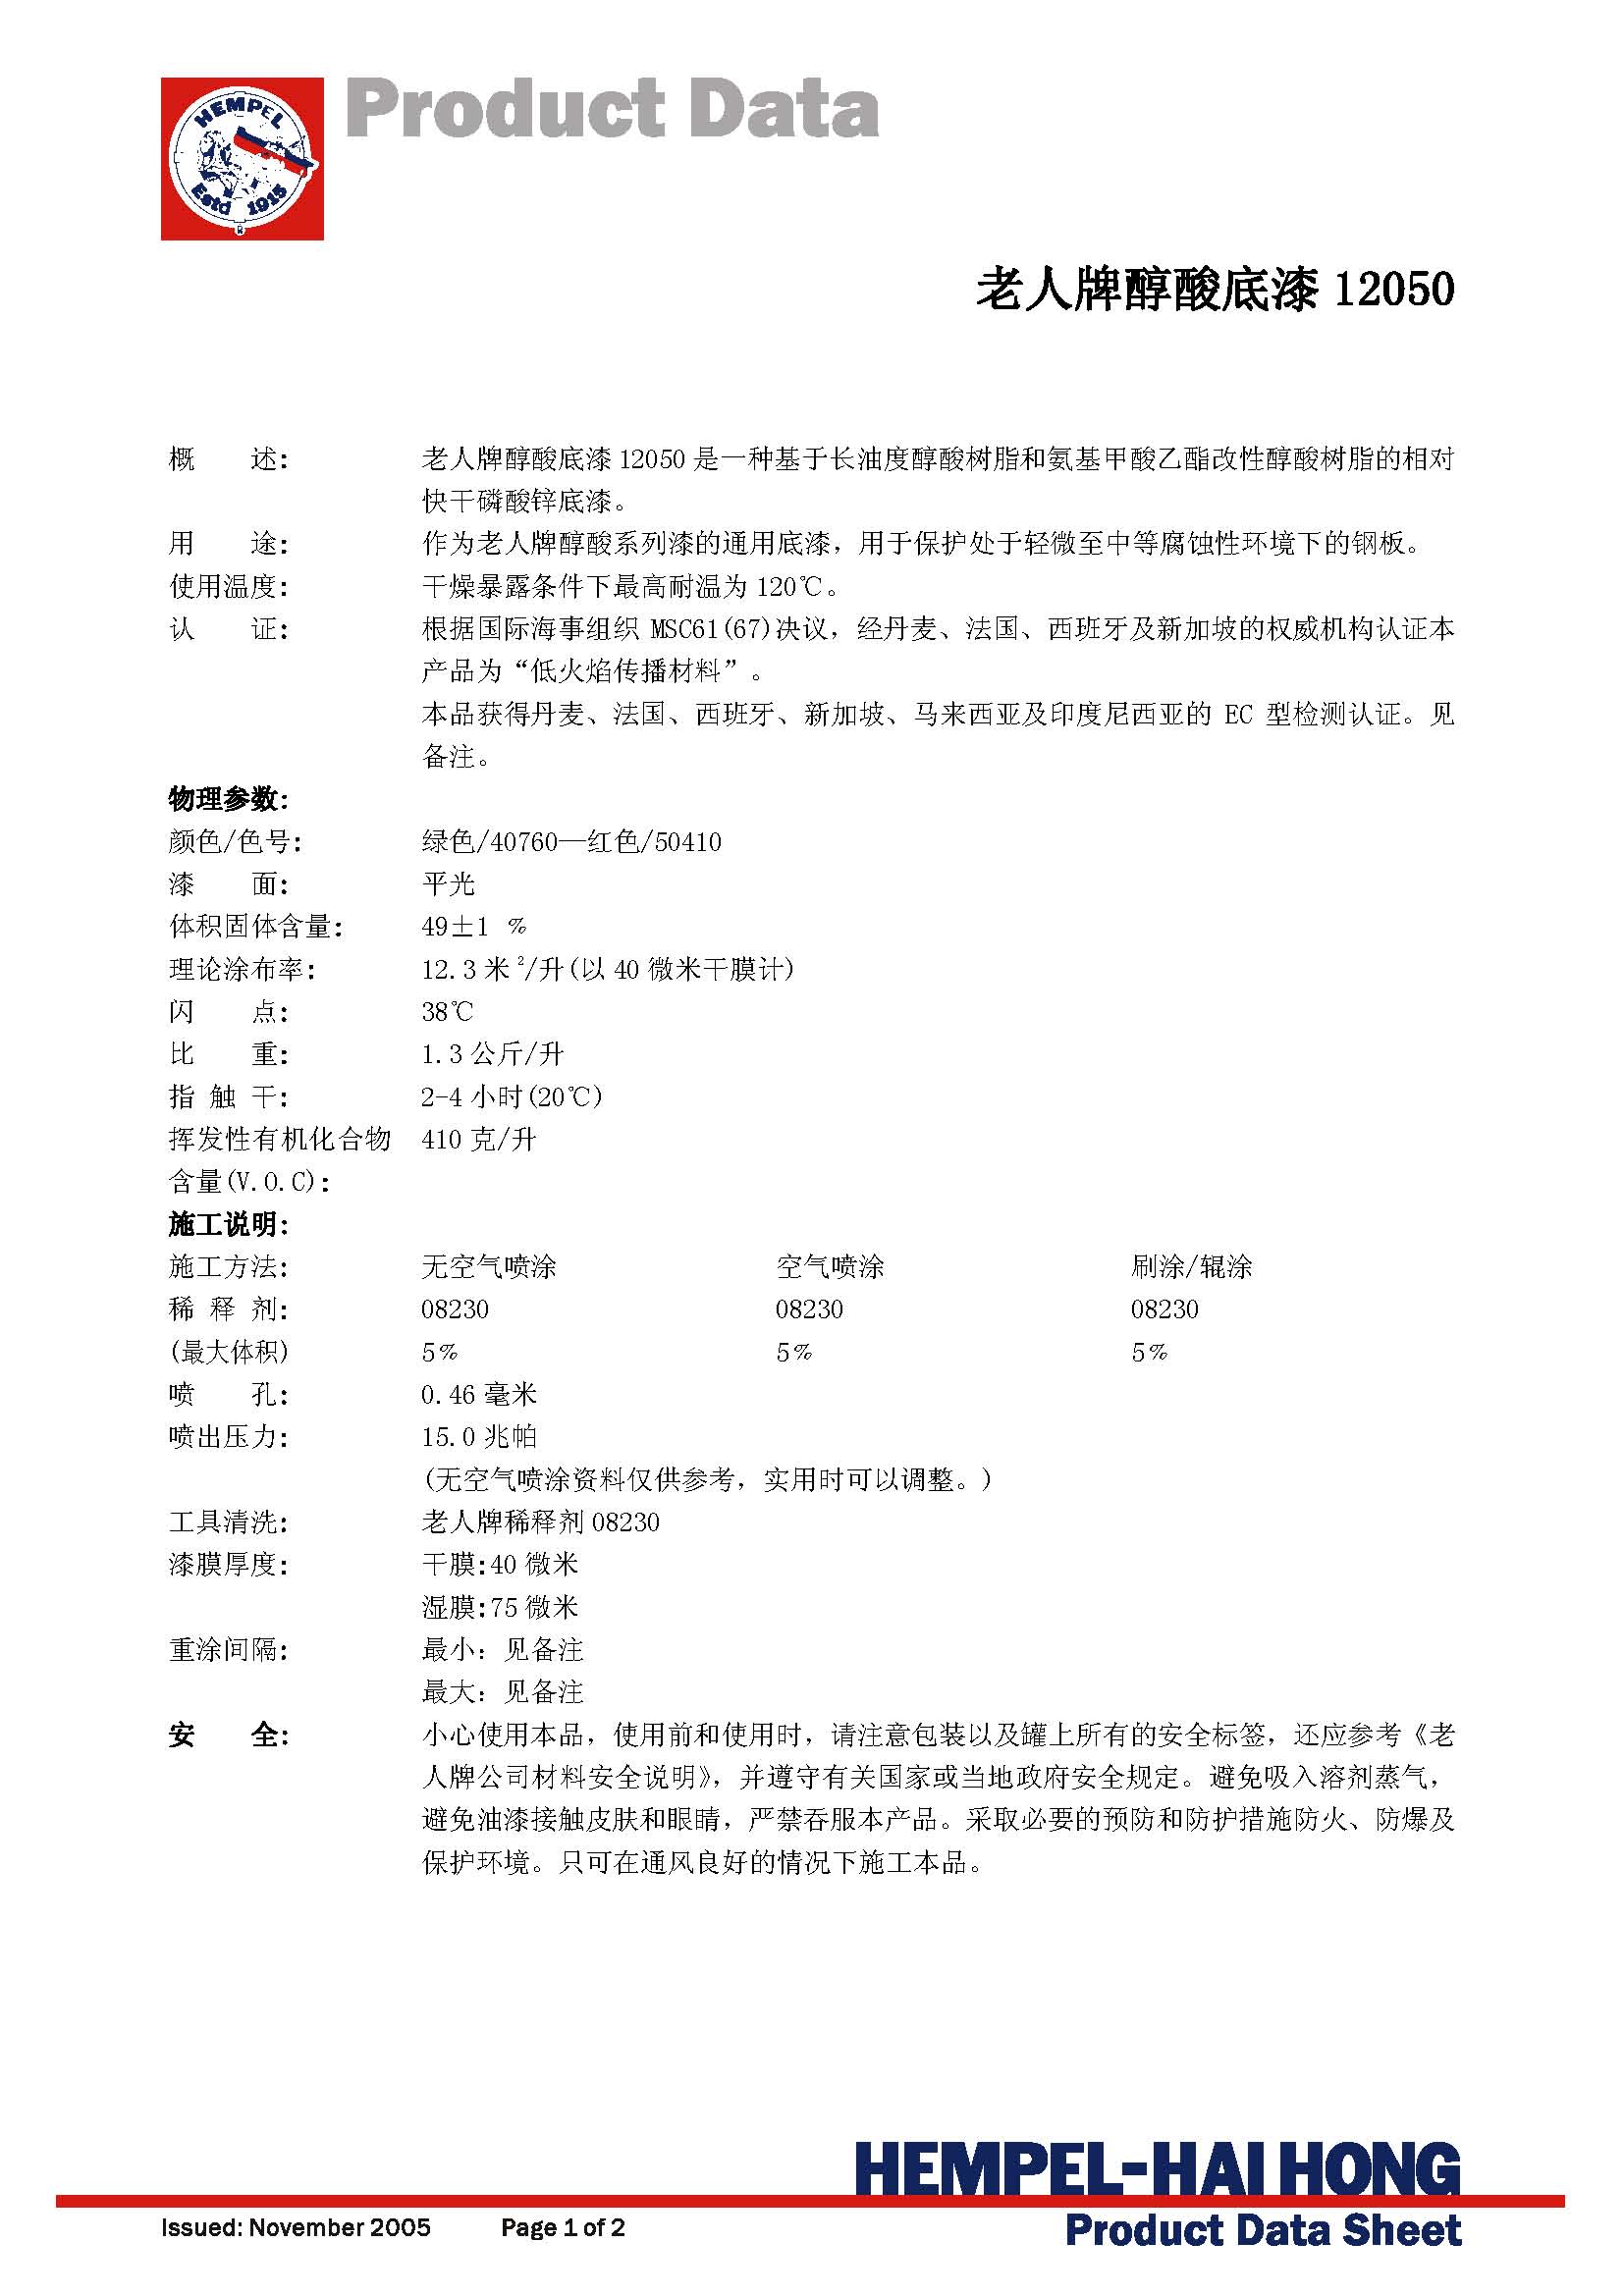 HEMPEL
Estd 1915
®
Product Data
老人牌醇酸底漆 12050
概 述: 老人牌醇酸底漆 12050 是一种基于长油度醇酸树脂和氨基甲酸乙酯改性醇酸树脂的相对
快干磷酸锌底漆。
用 途: 作为老人牌醇酸系列漆的通用底漆，用于保护处于轻微至中等腐蚀性环境下的钢板。
使用温度: 干燥暴露条件下最高耐温为 120℃。
认 证: 根据国际海事组织 MSC61(67)决议，经丹麦、法国、西班牙及新加坡的权威机构认证本
产品为“低火焰传播材料”。
本品获得丹麦、法国、西班牙、新加坡、马来西亚及印度尼西亚的 EC 型检测认证。见
备注。
物理参数:
颜色/色号: 绿色/40760—红色/50410
漆 面: 平光
体积固体含量: 49±1 %
理论涂布率: 12.3 米²/升(以 40 微米干膜计)
闪 点: 38℃
比 重: 1.3 公斤/升
指 触 干: 2-4 小时(20℃)
挥发性有机化合物 410 克/升
含量(V.O.C):
施工说明:
施工方法: 无空气喷涂 空气喷涂 刷涂/辊涂
稀 释 剂: 08230 08230 08230
(最大体积) 5% 5% 5%
喷 孔: 0.46 毫米
喷出压力: 15.0 兆帕
(无空气喷涂资料仅供参考，实用时可以调整。)
工具清洗: 老人牌稀释剂 08230
漆膜厚度: 干膜:40 微米
湿膜:75 微米
重涂间隔: 最小：见备注
最大：见备注
安 全: 小心使用本品，使用前和使用时，请注意包装以及罐上所有的安全标签，还应参考《老
人牌公司材料安全说明》，并遵守有关国家或当地政府安全规定。避免吸入溶剂蒸气，
避免油漆接触皮肤和眼睛，严禁吞服本产品。采取必要的预防和防护措施防火、防爆及
保护环境。只可在通风良好的情况下施工本品。
HEMPEL-HAI HONG
Issued: November 2005 Page 1 of 2
Product Data Sheet